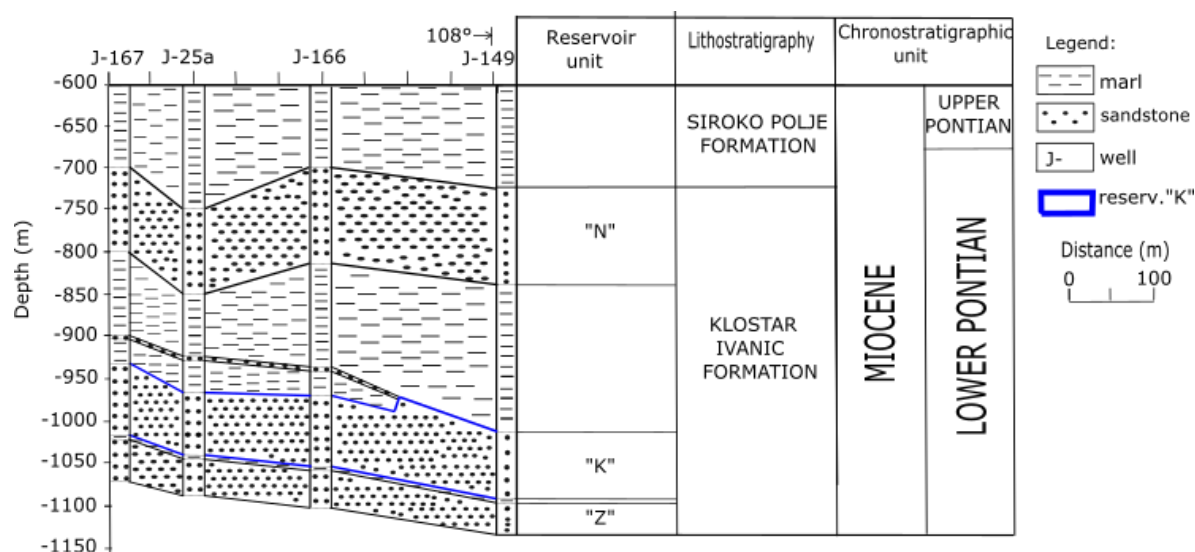 108°→
J-167 J-25a J-166 J-149
Reservoir
unit
Lithostratigraphy
Chronostratigraphic
unit
Legend:
marl
sandstone
J-
well
reserv."K"
Distance (m)
0 100
Depth (m)
-600
-650
-700
-750
-800
-850
-900
-950
-1000
-1050
-1100
-1150
"N"
"K"
"Z"
SIROKO POLJE
FORMATION
KLOSTAR
IVANIC
FORMATION
MIOCENE
UPPER
PONTIAN
LOWER PONTIAN